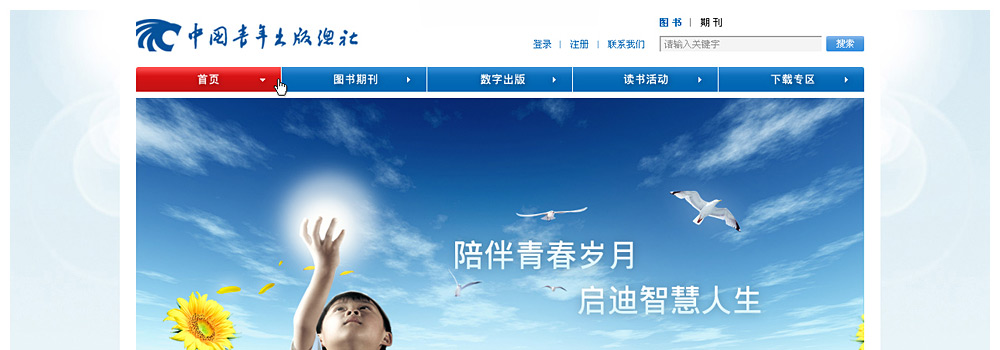 中国青年出版总社
图书 | 期刊
登录 | 注册 | 联系我们
请输入关键字
搜索
首页 图书期刊 数字出版 读书活动 下载专区
陪伴青春岁月
启迪智慧人生